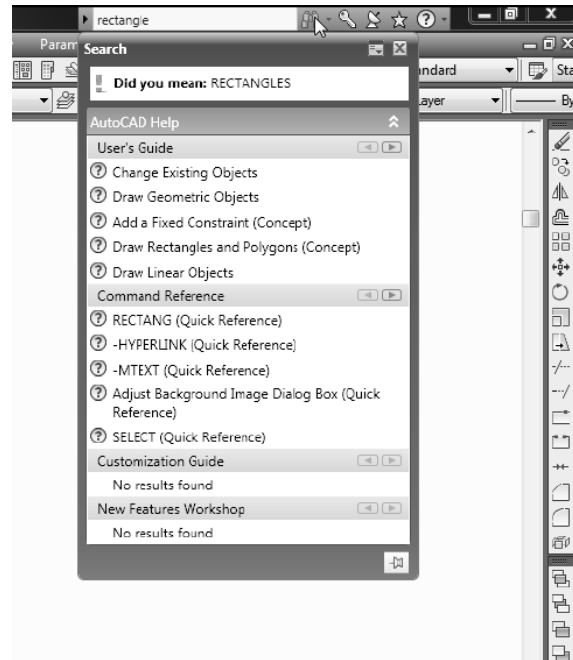 rectangle
Param
Search
ndard
Sta
Did you mean: RECTANGLES
ayer
By
AutoCAD Help
User's Guide
Change Existing Objects
Draw Geometric Objects
Add a Fixed Constraint (Concept)
Draw Rectangles and Polygons (Concept)
Draw Linear Objects
Command Reference
RECTANG (Quick Reference)
-HYPERLINK (Quick Reference)
-MTEXT (Quick Reference)
Adjust Background Image Dialog Box (Quick
Reference)
SELECT (Quick Reference)
Customization Guide
No results found
New Features Workshop
No results found